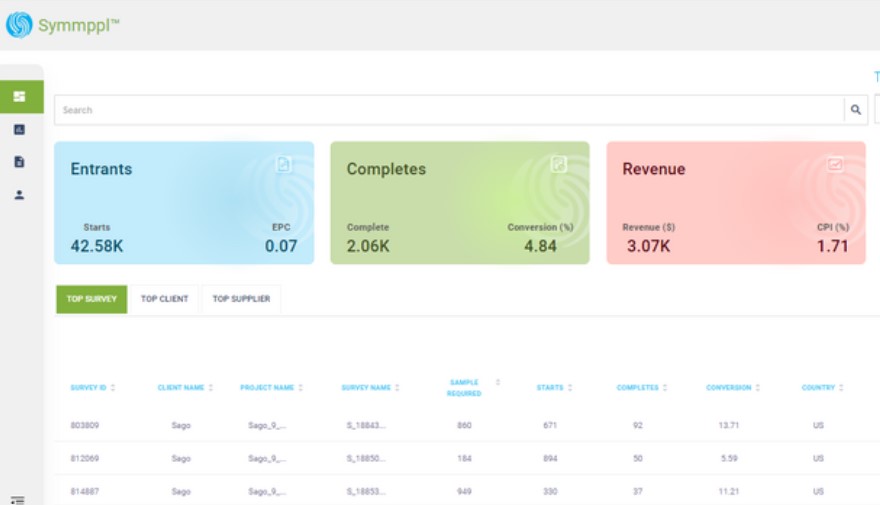 Symmppl™
T
Search
Entrants
Starts EPC
42.58K 0.07
Completes
Complete Conversion (%)
2.06K 4.84
Revenue
Revenue ($) CPI (%)
3.07K 1.71
TOP SURVEY TOP CLIENT TOP SUPPLIER
SURVEY ID CLIENT NAME PROJECT NAME SURVEY NAME SAMPLE REQUIRED STARTS COMPLETES CONVERSION COUNTRY
803809 Sago Sago_9_... S_18843... 860 671 92 13.71 US
812069 Sago Sago_9_... S_18850... 184 894 50 5.59 US
814887 Sago Sago_9_... S_18853... 949 330 37 11.21 US